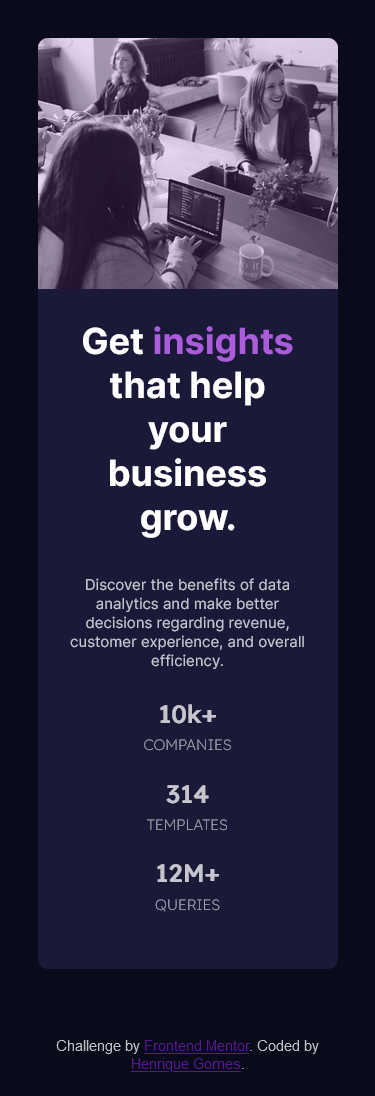 Get insights
that help
your
business
grow.
Discover the benefits of data
analytics and make better
decisions regarding revenue,
customer experience, and overall
efficiency.
10k+
COMPANIES
314
TEMPLATES
12M+
QUERIES
Challenge by Frontend Mentor. Coded by
Henrique Gomes.